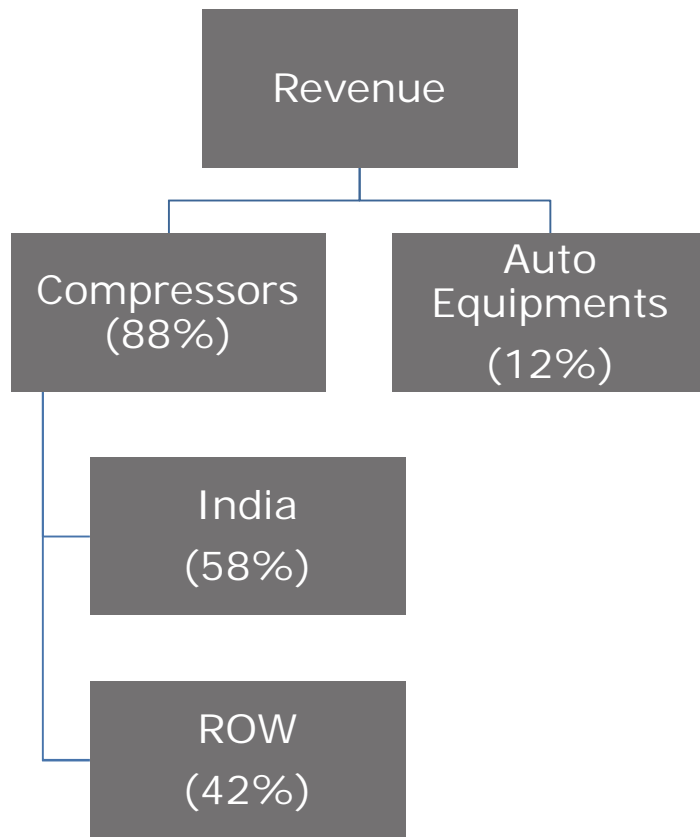 Revenue
Compressors
(88%)
Auto
Equipments
(12%)
India
(58%)
ROW
(42%)